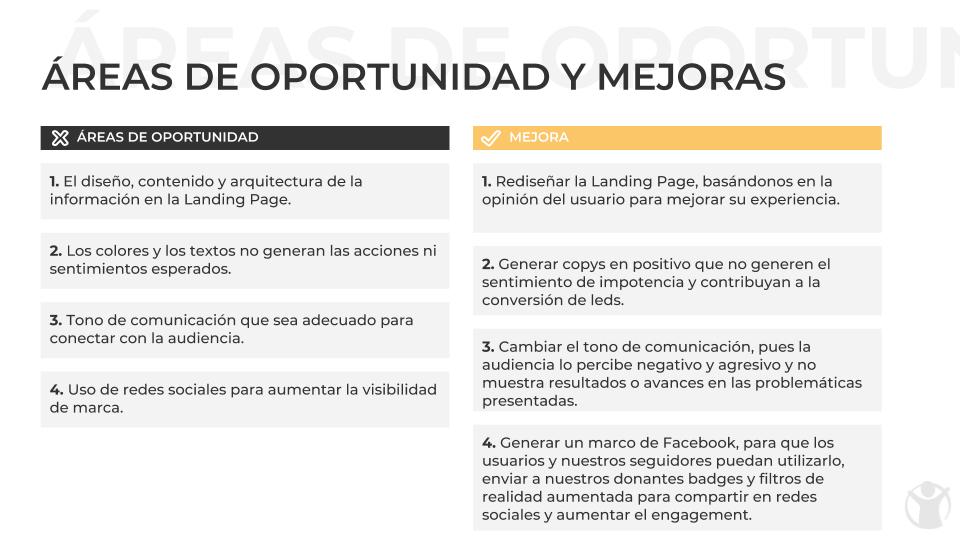 ÁREAS DE OPORTUN
ÁREAS DE OPORTUNIDAD Y MEJORAS
ÁREAS DE OPORTUNIDAD
1. El diseño, contenido y arquitectura de la
información en la Landing Page.
2. Los colores y los textos no generan las acciones ni
sentimientos esperados.
3. Tono de comunicación que sea adecuado para
conectar con la audiencia.
4. Uso de redes sociales para aumentar la visibilidad
de marca.
MEJORA
1. Rediseñar la Landing Page, basándonos en la
opinión del usuario para mejorar su experiencia.
2. Generar copys en positivo que no generen el
sentimiento de impotencia y contribuyan a la
conversión de leds.
3. Cambiar el tono de comunicación, pues la
audiencia lo percibe negativo y agresivo y no
muestra resultados o avances en las problemáticas
presentadas.
4. Generar un marco de Facebook, para que los
usuarios y nuestros seguidores puedan utilizarlo,
enviar a nuestros donantes badges y filtros de
realidad aumentada para compartir en redes
sociales y aumentar el engagement.